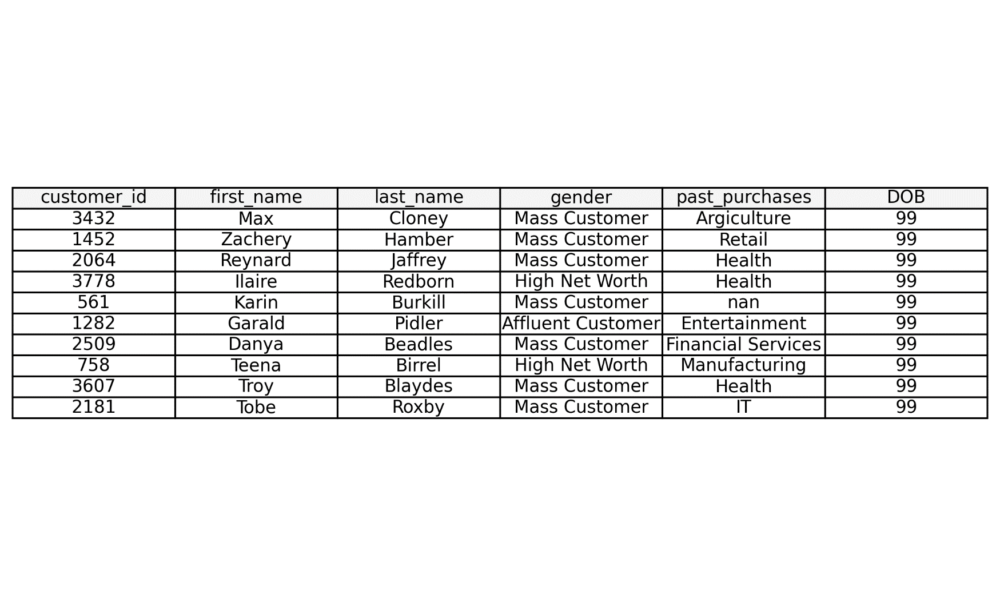 customer_id first_name last_name gender past_purchases DOB
3432 Max Cloney Mass Customer Argiculture 99
1452 Zachery Hamber Mass Customer Retail 99
2064 Reynard Jaffrey Mass Customer Health 99
3778 Ilaire Redborn High Net Worth Health 99
561 Karin Burkill Mass Customer nan 99
1282 Garald Pidler Affluent Customer Entertainment 99
2509 Danya Beadles Mass Customer Financial Services 99
758 Teena Birrel High Net Worth Manufacturing 99
3607 Troy Blaydes Mass Customer Health 99
2181 Tobe Roxby Mass Customer IT 99